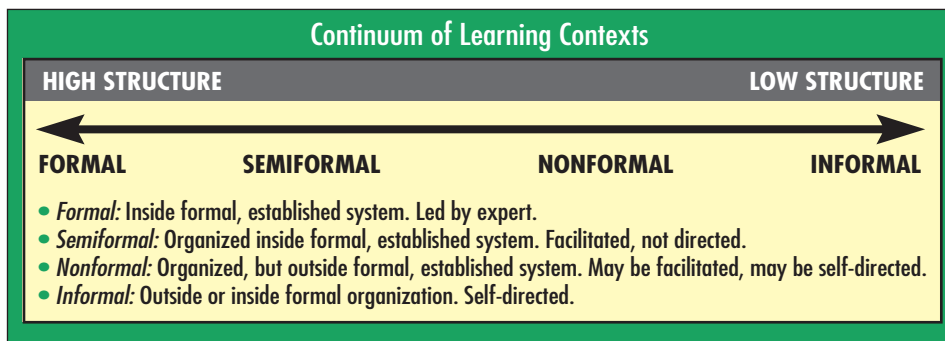 Continuum of Learning Contexts
HIGH STRUCTURE LOW STRUCTURE
FORMAL SEMIFORMAL NONFORMAL INFORMAL
• Formal: Inside formal, established system. Led by expert.
• Semiformal: Organized inside formal, established system. Facilitated, not directed.
• Nonformal: Organized, but outside formal, established system. May be facilitated, may be self-directed.
• Informal: Outside or inside formal organization. Self-directed.